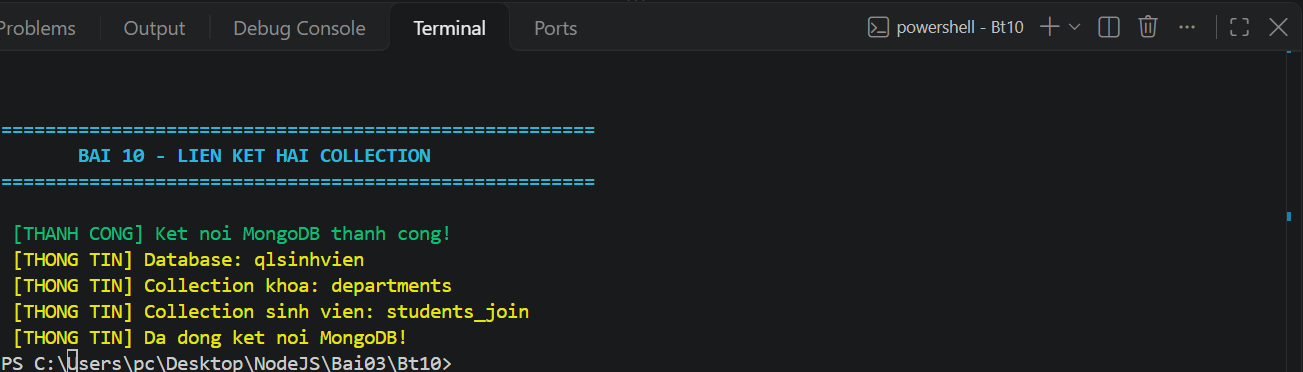 Problems Output Debug Console Terminal Ports powershell - Bt10
======================================================
BAI 10 - LIEN KET HAI COLLECTION
======================================================
[THANH CONG] Ket noi MongoDB thanh cong!
[THONG TIN] Database: qlsinhvien
[THONG TIN] Collection khoa: departments
[THONG TIN] Collection sinh vien: students_join
[THONG TIN] Da dong ket noi MongoDB!
PS C:\Users\pc\Desktop\NodeJS\Bai03\Bt10>